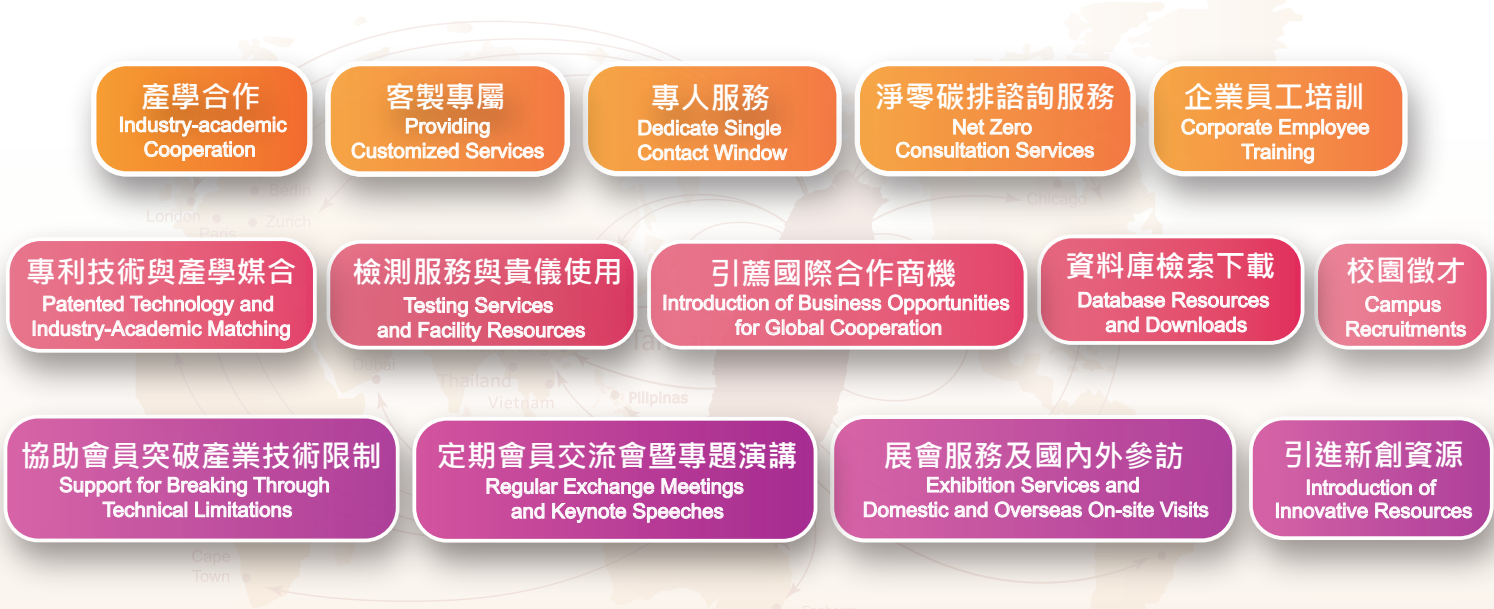 產學合作
Industry-academic
Cooperation
客製專屬
Providing
Customized Services
專人服務
Dedicate Single
Contact Window
淨零碳排諮詢服務
Net Zero
Consultation Services
企業員工培訓
Corporate Employee
Training
Berlin
London
Zurich
Paris
Chicago
專利技術與產學媒合
Patented Technology and
Industry-Academic Matching
檢測服務與貴儀使用
Testing Services
and Facility Resources
引薦國際合作商機
Introduction of Business Opportunities
for Global Cooperation
資料庫檢索下載
Database Resources
and Downloads
校園徵才
Campus
Recruitments
Dubai
Thailand
Vietnam
Pilipinas
協助會員突破產業技術限制
Support for Breaking Through
Technical Limitations
定期會員交流會暨專題演講
Regular Exchange Meetings
and Keynote Speeches
展會服務及國內外參訪
Exhibition Services and
Domestic and Overseas On-site Visits
引進新創資源
Introduction of
Innovative Resources
Cape
Town